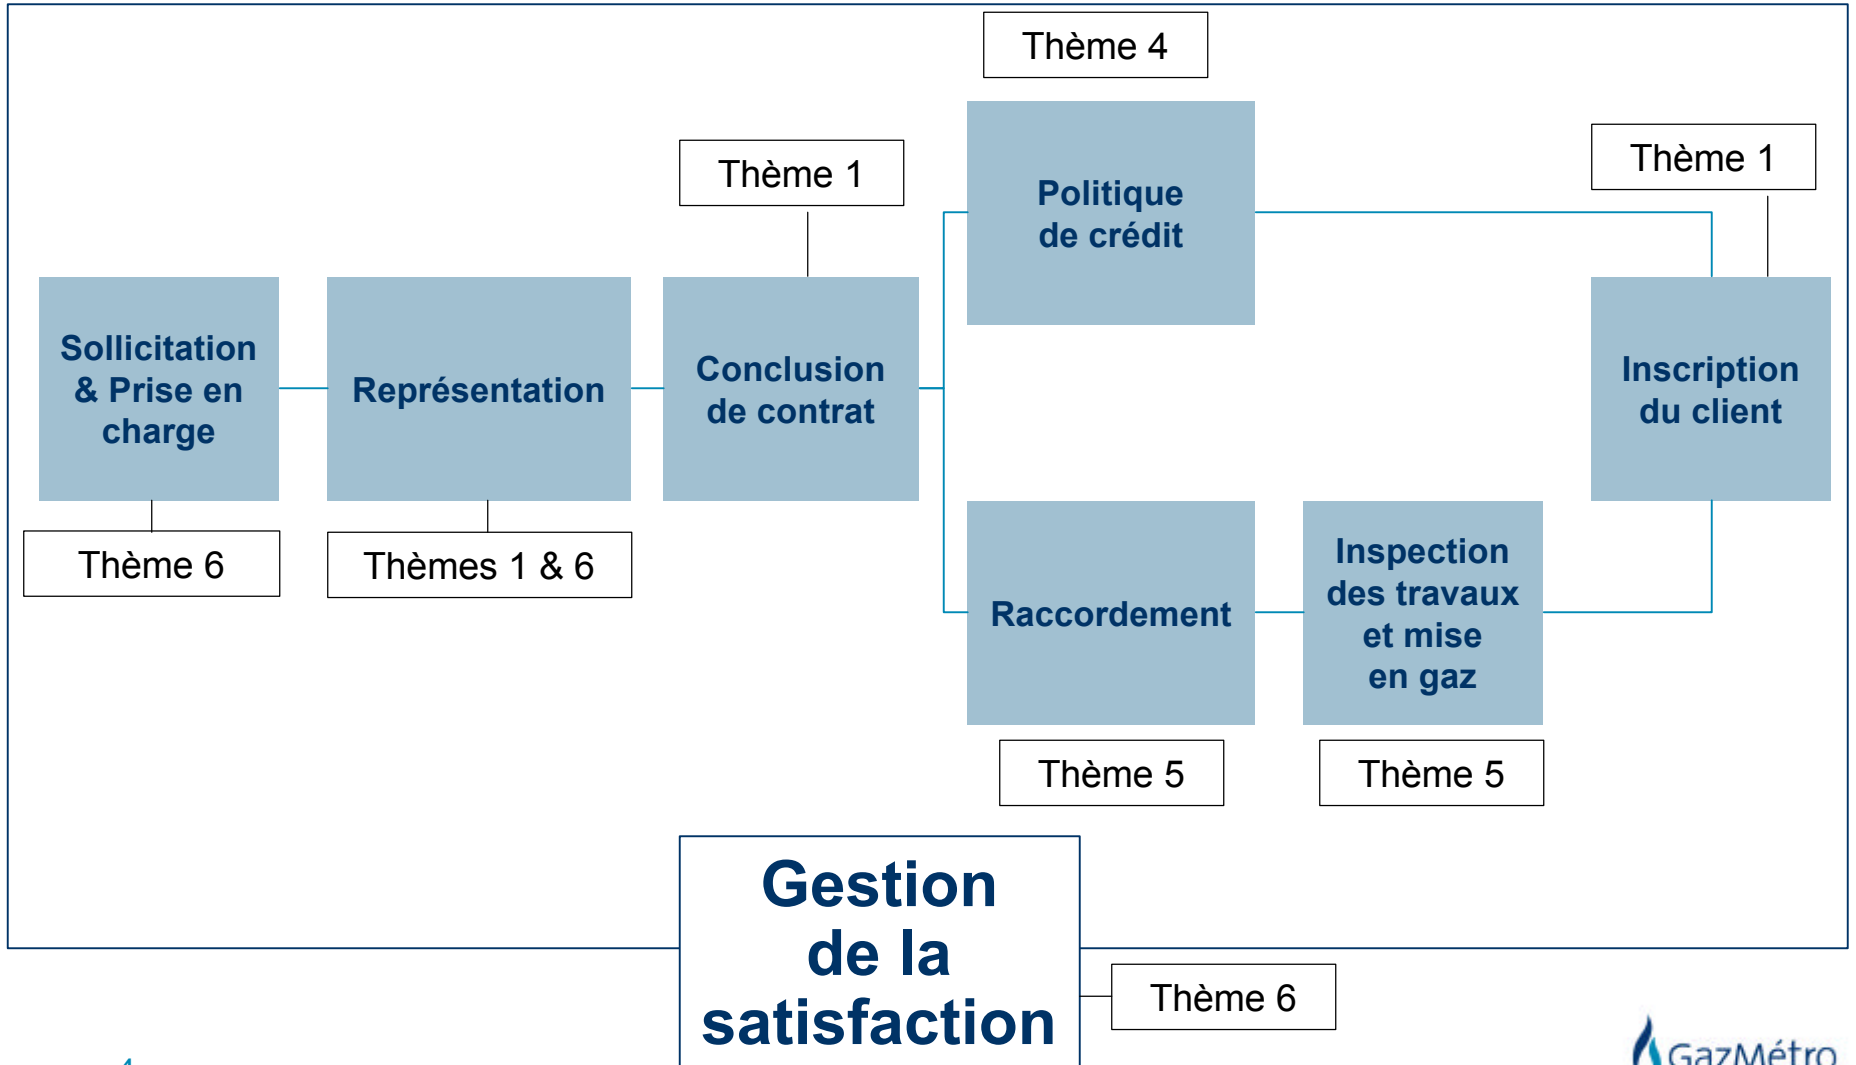 Thème 4
Thème 1
Thème 1
Politique
de crédit
Sollicitation
& Prise en
charge
Représentation
Conclusion
de contrat
Inscription
du client
Thème 6
Thèmes 1 & 6
Raccordement
Inspection
des travaux
et mise
en gaz
Thème 5
Thème 5
Gestion
de la
satisfaction
Thème 6
GazMétro